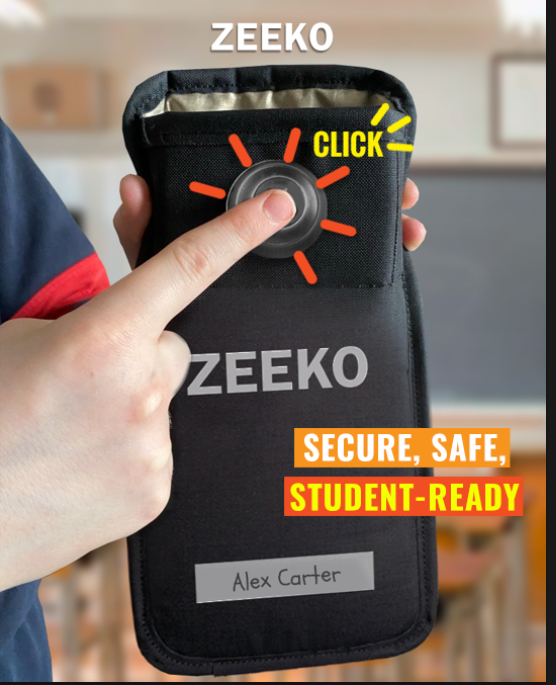 ZEEKO
CLICK
ZEEKO
SECURE, SAFE,
STUDENT-READY
Alex Carter